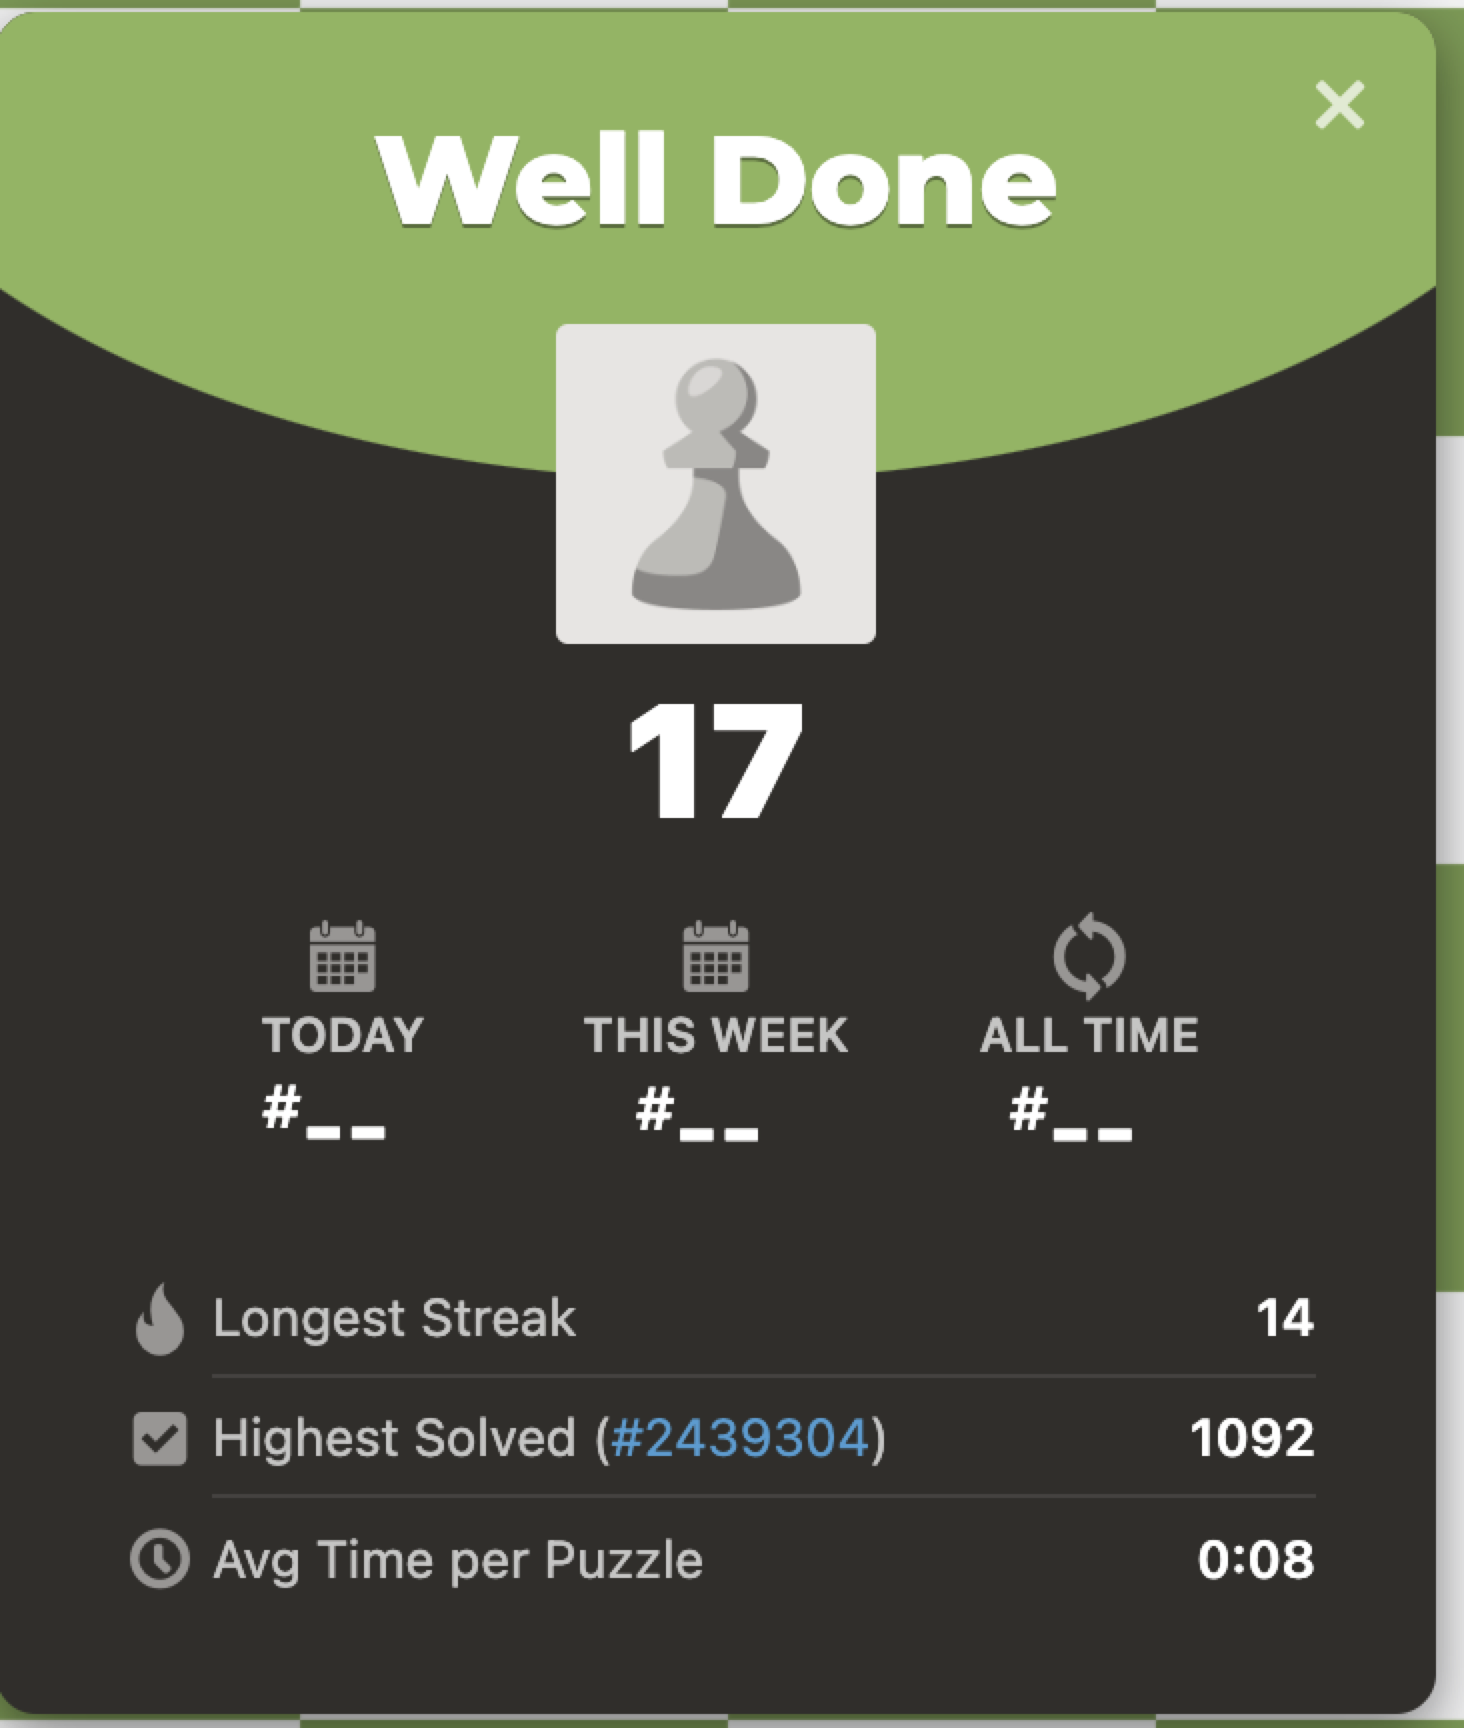 Well Done
17
TODAY
THIS WEEK
ALL TIME
#__
#__
#__
Longest Streak 14
Highest Solved (#2439304) 1092
Avg Time per Puzzle 0:08